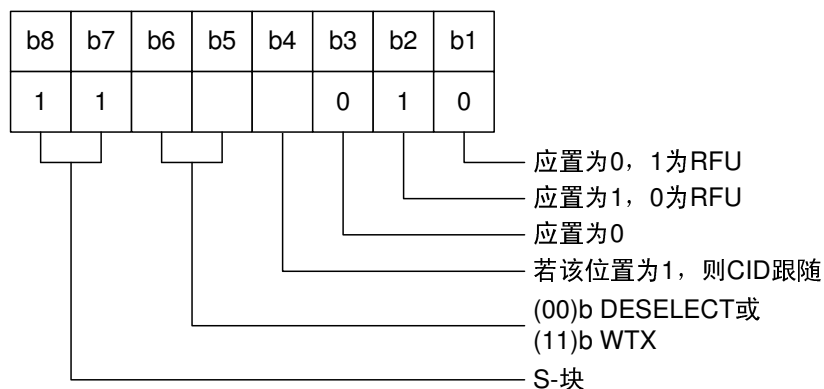 b8 b7 b6 b5 b4 b3 b2 b1
1 1 0 1 0
应置为0，1为RFU
应置为1，0为RFU
应置为0
若该位置为1，则CID跟随
(00)b DESELECT或
(11)b WTX
S-块